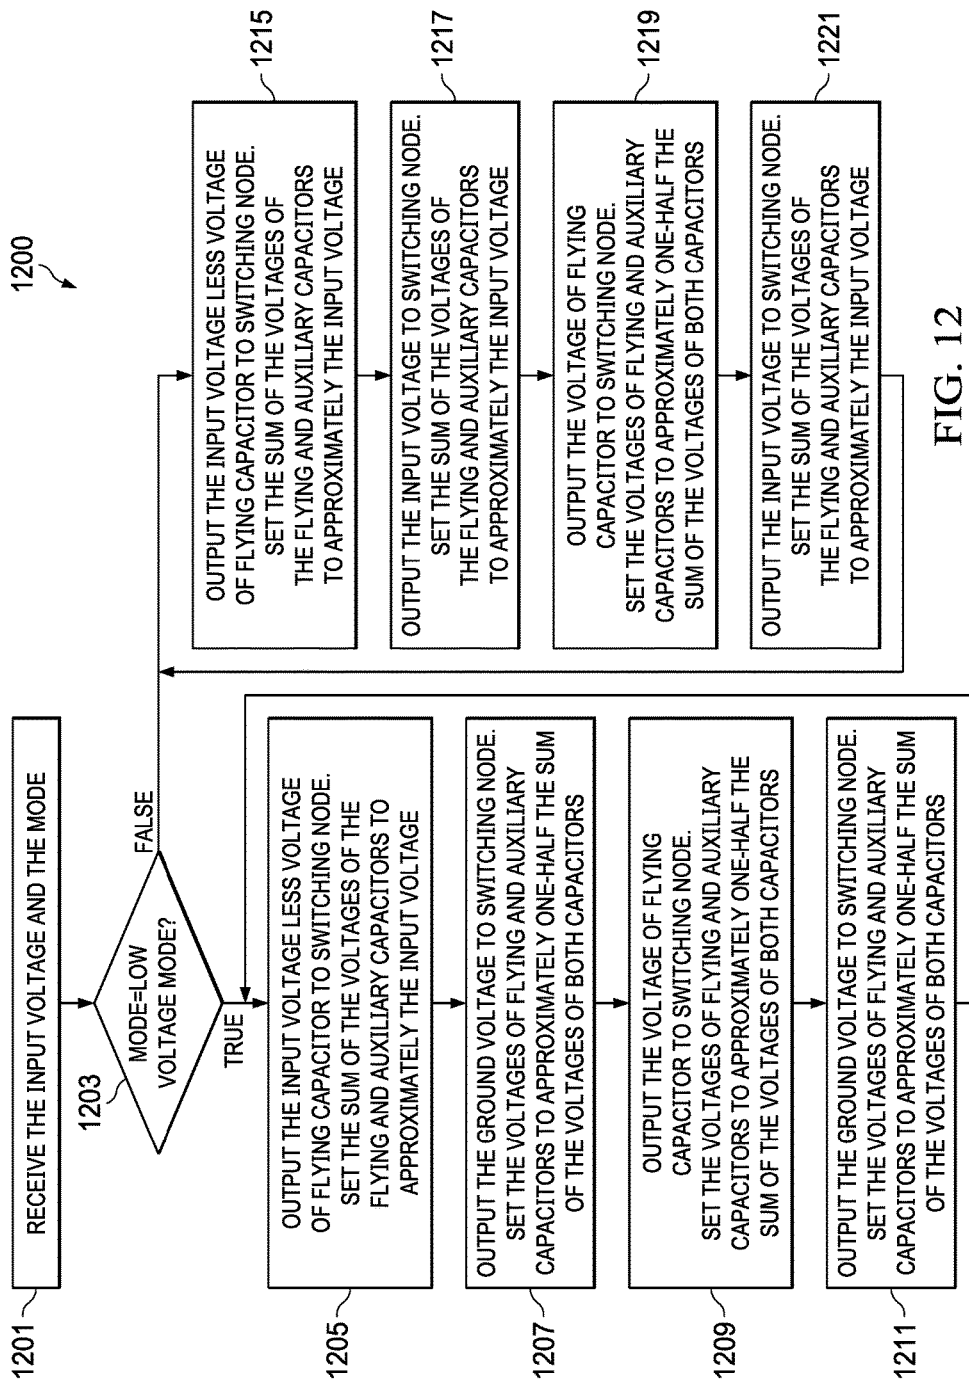 1200
1201
RECEIVE THE INPUT VOLTAGE AND THE MODE
1203
MODE=LOW
VOLTAGE MODE?
FALSE
TRUE
1205
OUTPUT THE INPUT VOLTAGE LESS VOLTAGE
OF FLYING CAPACITOR TO SWITCHING NODE.
SET THE SUM OF THE VOLTAGES OF THE
FLYING AND AUXILIARY CAPACITORS TO
APPROXIMATELY THE INPUT VOLTAGE
1207
OUTPUT THE GROUND VOLTAGE TO SWITCHING NODE.
SET THE VOLTAGES OF FLYING AND AUXILIARY
CAPACITORS TO APPROXIMATELY ONE-HALF THE SUM
OF THE VOLTAGES OF BOTH CAPACITORS
1209
OUTPUT THE VOLTAGE OF FLYING
CAPACITOR TO SWITCHING NODE.
SET THE VOLTAGES OF FLYING AND AUXILIARY
CAPACITORS TO APPROXIMATELY ONE-HALF THE
SUM OF THE VOLTAGES OF BOTH CAPACITORS
1211
OUTPUT THE GROUND VOLTAGE TO SWITCHING NODE.
SET THE VOLTAGES OF FLYING AND AUXILIARY
CAPACITORS TO APPROXIMATELY ONE-HALF THE SUM
OF THE VOLTAGES OF BOTH CAPACITORS
1215
OUTPUT THE INPUT VOLTAGE LESS VOLTAGE
OF FLYING CAPACITOR TO SWITCHING NODE.
SET THE SUM OF THE VOLTAGES OF
THE FLYING AND AUXILIARY CAPACITORS
TO APPROXIMATELY THE INPUT VOLTAGE
1217
OUTPUT THE INPUT VOLTAGE TO SWITCHING NODE.
SET THE SUM OF THE VOLTAGES OF
THE FLYING AND AUXILIARY CAPACITORS
TO APPROXIMATELY THE INPUT VOLTAGE
1219
OUTPUT THE VOLTAGE OF FLYING
CAPACITOR TO SWITCHING NODE.
SET THE VOLTAGES OF FLYING AND AUXILIARY
CAPACITORS TO APPROXIMATELY ONE-HALF THE
SUM OF THE VOLTAGES OF BOTH CAPACITORS
1221
OUTPUT THE INPUT VOLTAGE TO SWITCHING NODE.
SET THE SUM OF THE VOLTAGES OF
THE FLYING AND AUXILIARY CAPACITORS
TO APPROXIMATELY THE INPUT VOLTAGE
FIG. 12